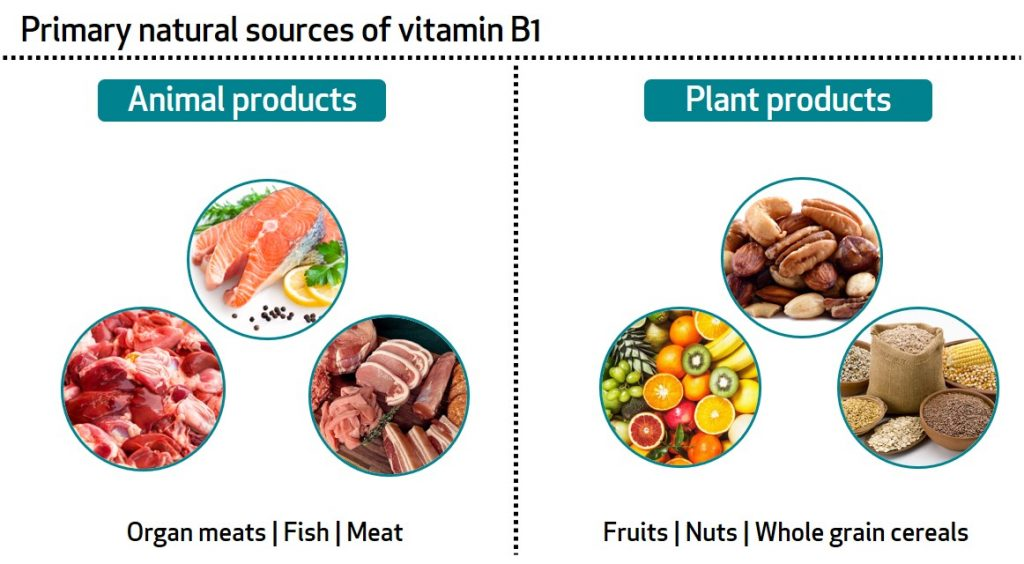 Primary natural sources of vitamin B1
Animal products
Organ meats | Fish | Meat
Plant products
Fruits | Nuts | Whole grain cereals